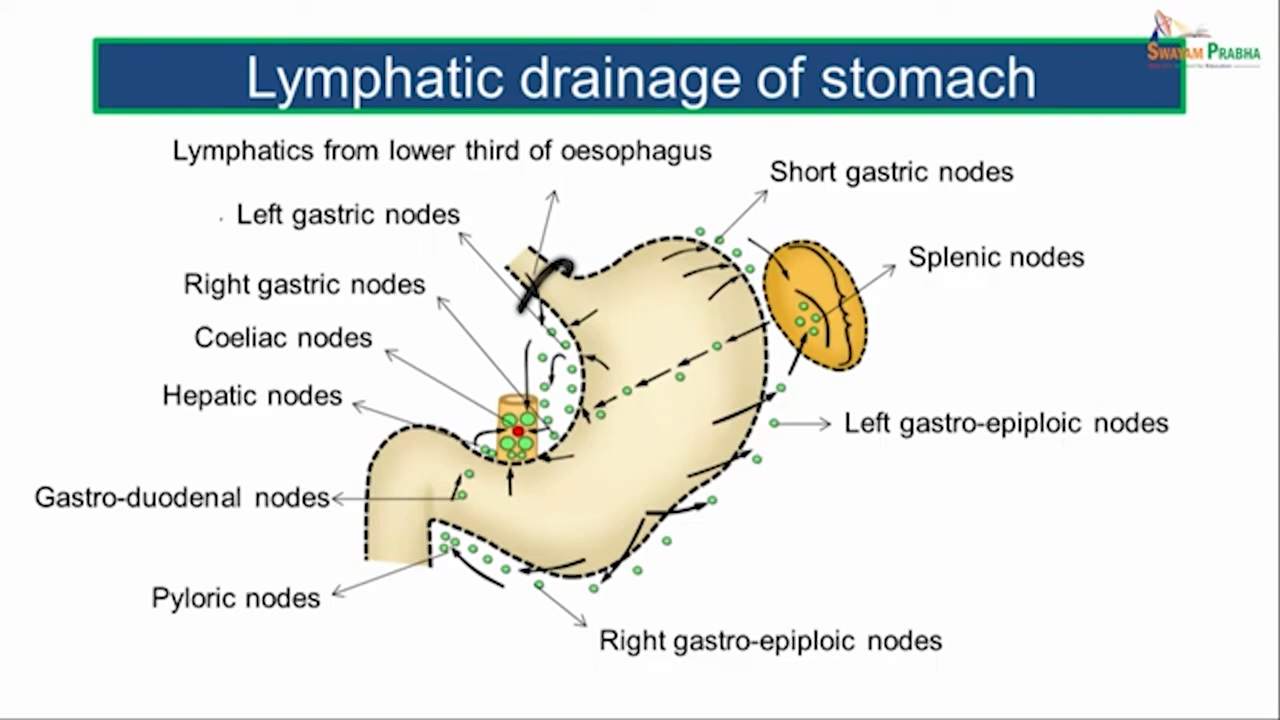 SWAYAM PRABHA
Lymphatic drainage of stomach
Lymphatics from lower third of oesophagus
Short gastric nodes
Left gastric nodes
Splenic nodes
Right gastric nodes
Coeliac nodes
Hepatic nodes
Left gastro-epiploic nodes
Gastro-duodenal nodes
Pyloric nodes
Right gastro-epiploic nodes